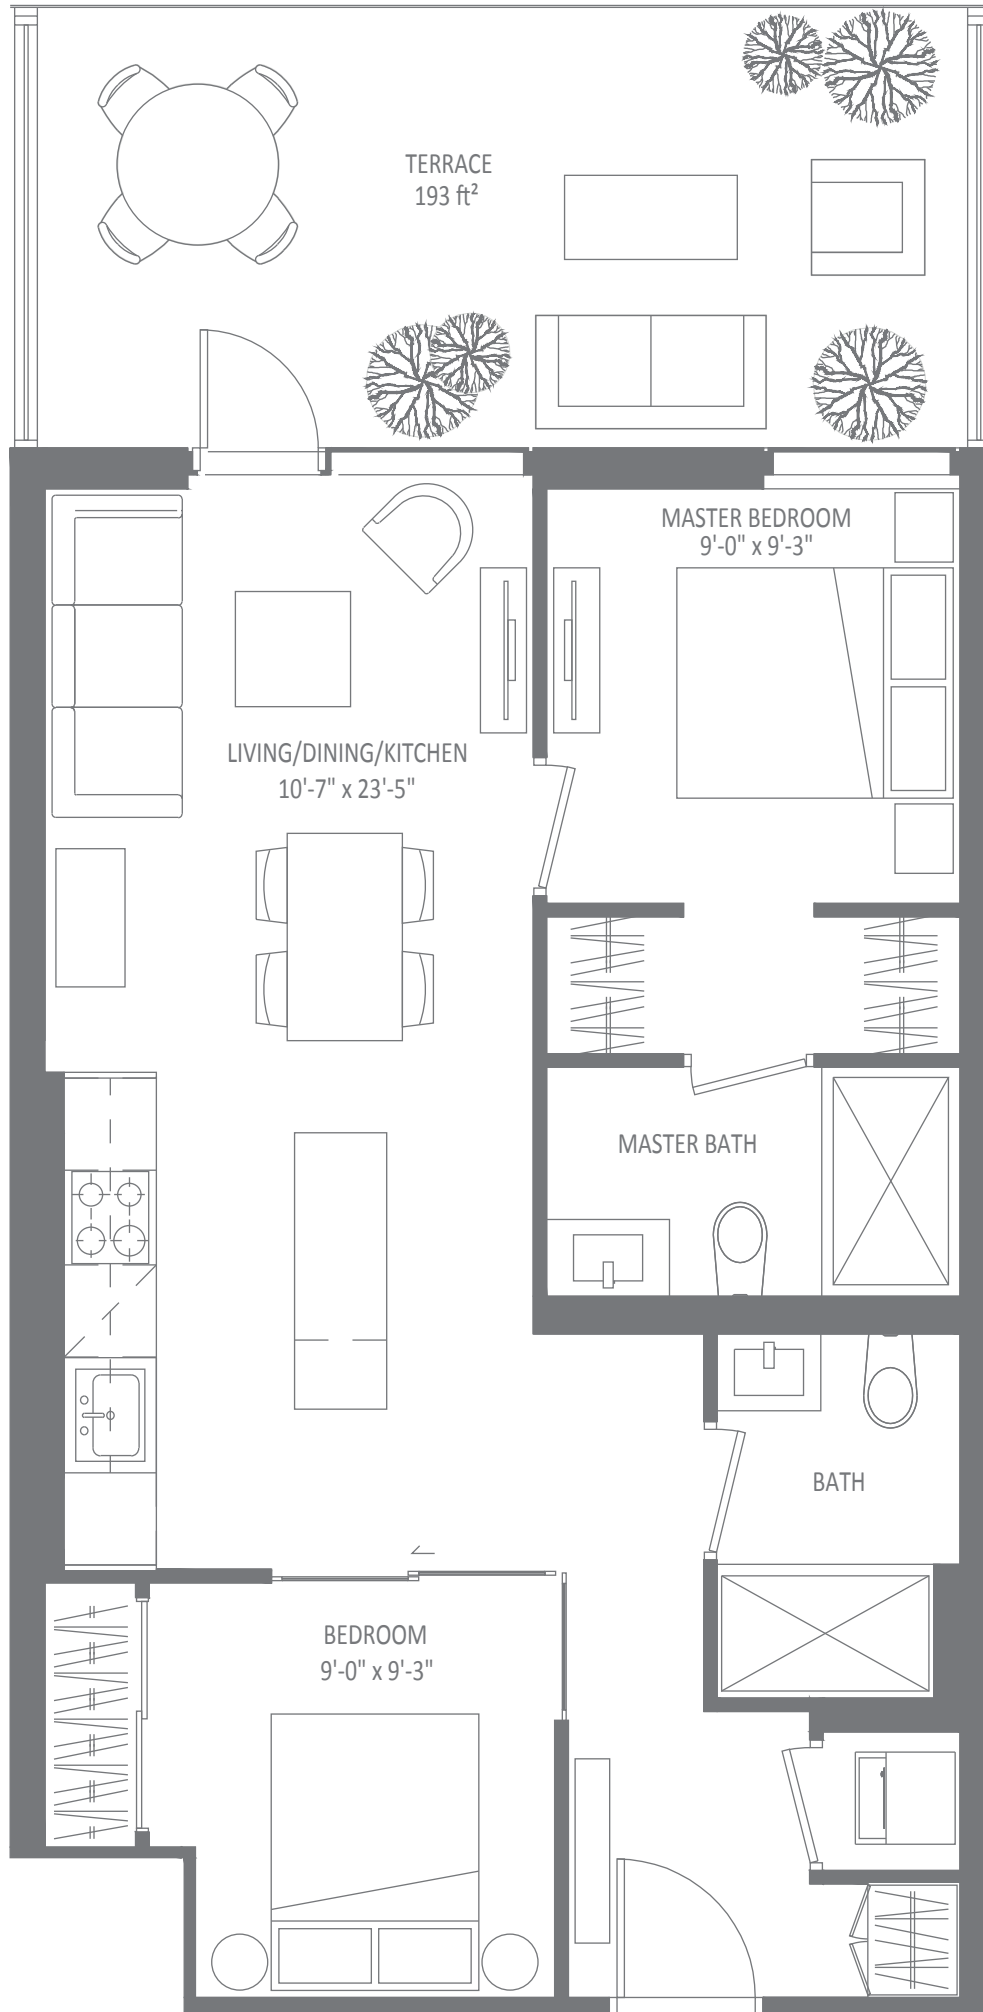 TERRACE
193 ft²
MASTER BEDROOM
9'-0" x 9'-3"
LIVING/DINING/KITCHEN
10'-7" x 23'-5"
MASTER BATH
BATH
BEDROOM
9'-0" x 9'-3"